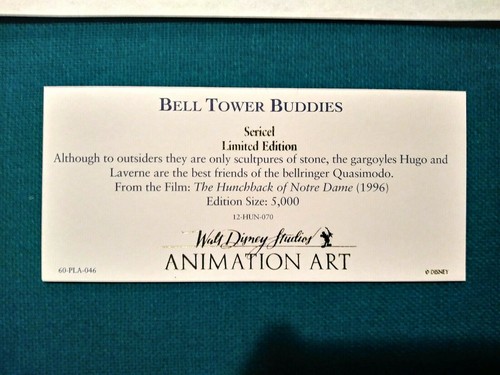 BELL TOWER BUDDIES
Sericel
Limited Edition
Although to outsiders they are only scultpures of stone, the gargoyles Hugo and
Laverne are the best friends of the bellringer Quasimodo.
From the Film: The Hunchback of Notre Dame (1996)
Edition Size: 5,000
12-HUN-070
Walt Disney Studios
ANIMATION ART
60-PLA-046
© DISNEY